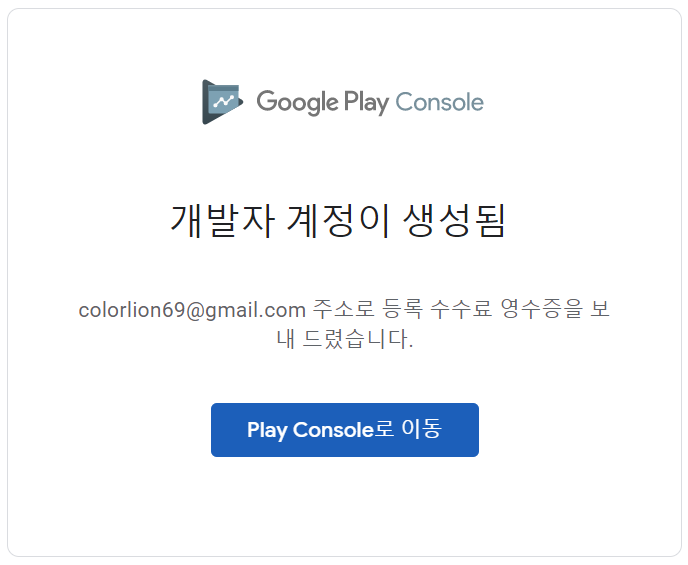 Google Play Console
개발자 계정이 생성됨
colorlion69@gmail.com 주소로 등록 수수료 영수증을 보
내 드렸습니다.
Play Console로 이동